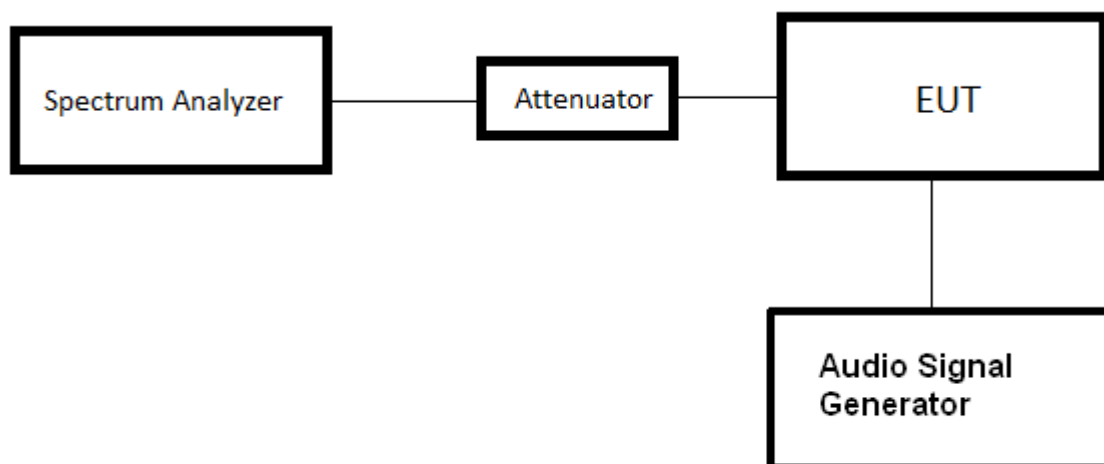 Spectrum Analyzer
Attenuator
EUT
Audio Signal
Generator